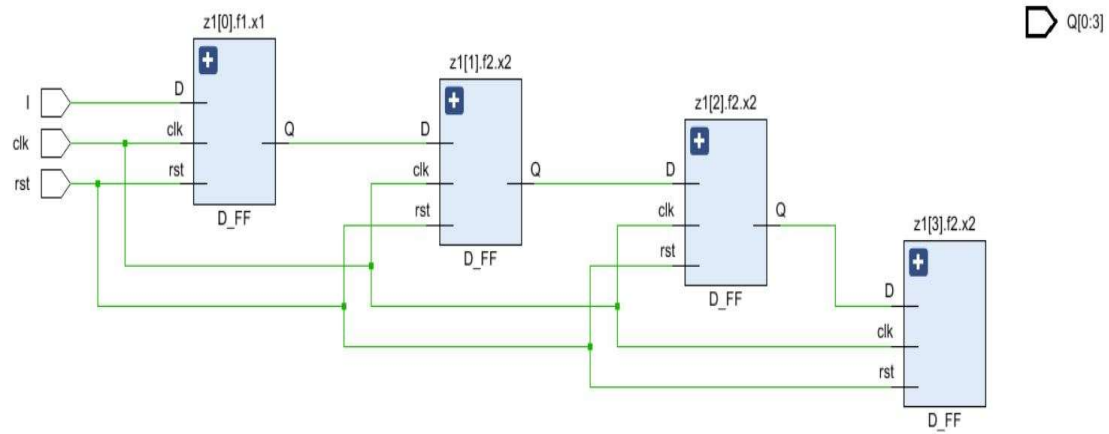 z1[0].f1.x1
D
clk
rst
Q
D_FF
I
clk
rst
z1[1].f2.x2
D
clk
rst
Q
D_FF
z1[2].f2.x2
D
clk
rst
Q
D_FF
z1[3].f2.x2
D
clk
rst
D_FF
Q[0:3]